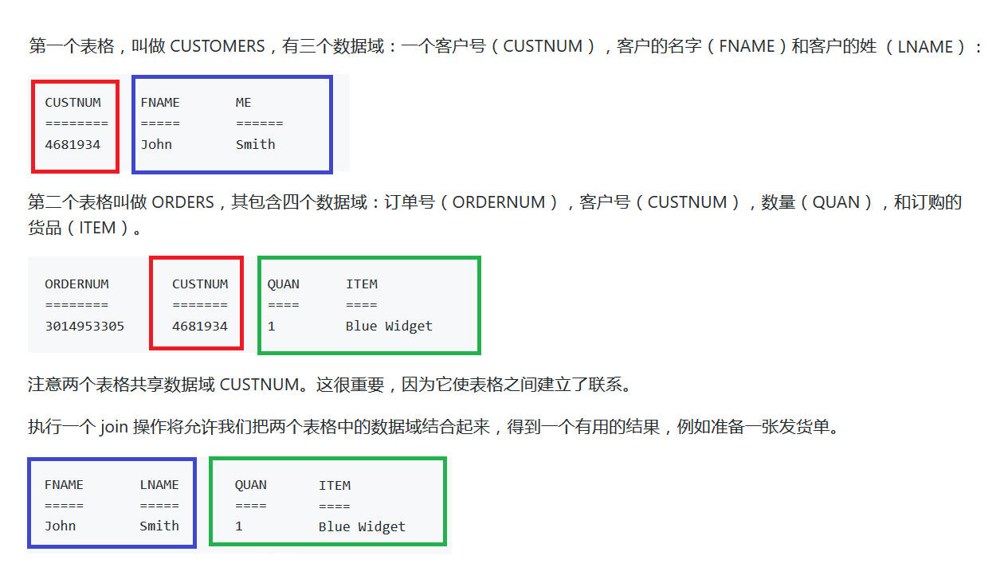 第一个表格，叫做 CUSTOMERS，有三个数据域：一个客户号（CUSTNUM），客户的名字（FNAME）和客户的姓（LNAME）：
CUSTNUM FNAME ME
======== ===== ======
4681934 John Smith
第二个表格叫做 ORDERS，其包含四个数据域：订单号（ORDERNUM），客户号（CUSTNUM），数量（QUAN），和订购的
货品（ITEM）。
ORDERNUM CUSTNUM QUAN ITEM
======== ======= ==== ====
3014953305 4681934 1 Blue Widget
注意两个表格共享数据域 CUSTNUM。这很重要，因为它使表格之间建立了联系。
执行一个 join 操作将允许我们把两个表格中的数据域结合起来，得到一个有用的结果，例如准备一张发货单。
FNAME LNAME QUAN ITEM
===== ===== ==== ====
John Smith 1 Blue Widget